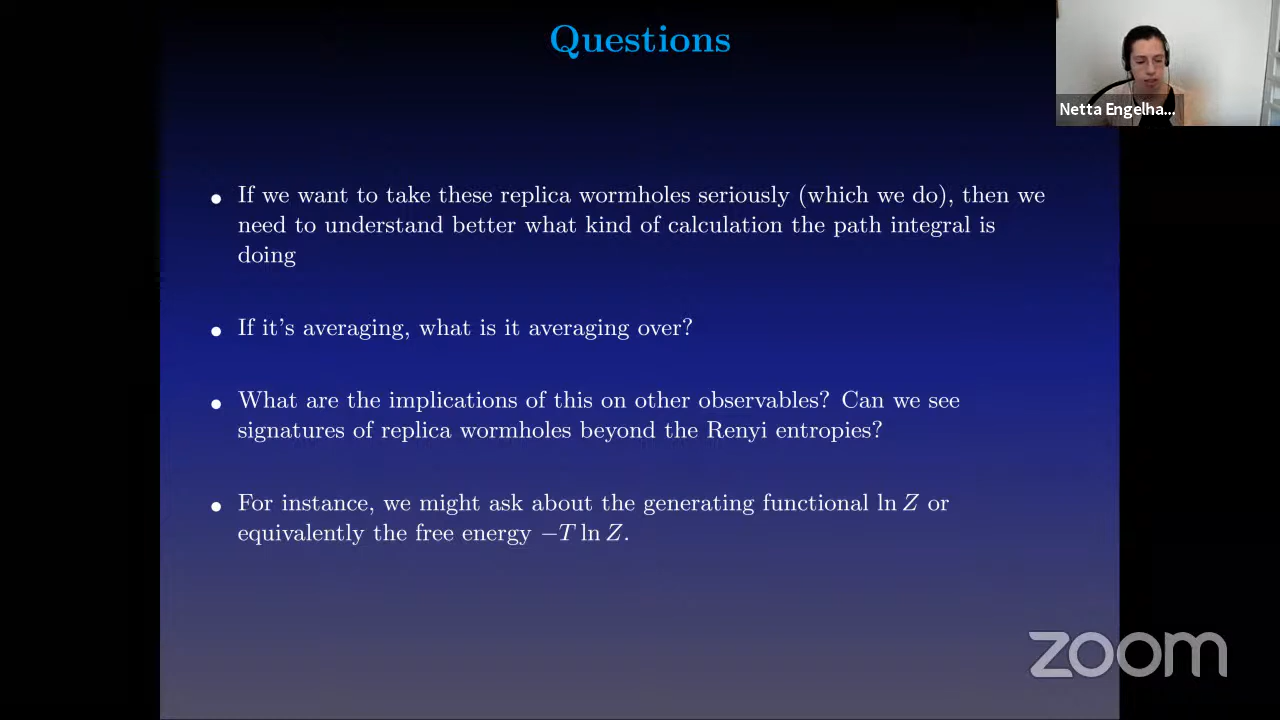 Questions
Netta Engelha...
• If we want to take these replica wormholes seriously (which we do), then we
need to understand better what kind of calculation the path integral is
doing
• If it's averaging, what is it averaging over?
• What are the implications of this on other observables? Can we see
signatures of replica wormholes beyond the Renyi entropies?
• For instance, we might ask about the generating functional ln Z or
equivalently the free energy −T ln Z.
zoom